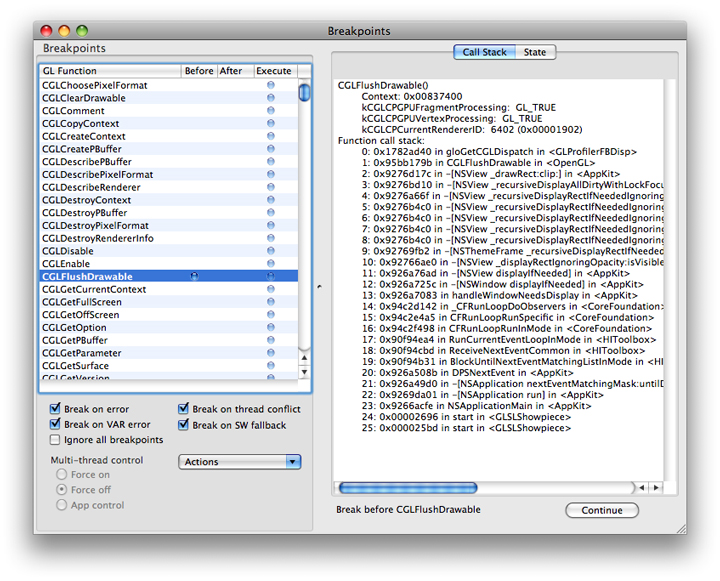 Breakpoints
Breakpoints
GL Function Before After Execute
CGLChoosePixelFormat
CGLClearDrawable
CGLComment
CGLCopyContext
CGLCreateContext
CGLCreatePBuffer
CGLDescribePBuffer
CGLDescribePixelFormat
CGLDescribeRenderer
CGLDestroyContext
CGLDestroyPBuffer
CGLDestroyPixelFormat
CGLDestroyRendererInfo
CGLDisable
CGLEnable
CGLFlushDrawable
CGLGetCurrentContext
CGLGetFullScreen
CGLGetOffScreen
CGLGetOption
CGLGetPBuffer
CGLGetParameter
CGLGetSurface
CGLGetVersion
Break on error
Break on thread conflict
Break on VAR error
Break on SW fallback
Ignore all breakpoints
Multi-thread control
Actions
Force on
Force off
App control
Call Stack State
CGLFlushDrawable()
Context: 0x00837400
kCGLCPGPUFragmentProcessing: GL_TRUE
kCGLCPGPUVertexProcessing: GL_TRUE
kCGLCPCurrentRendererID: 6402 (0x00001902)
Function call stack:
0: 0x1782ad40 in gloGetCGLDispatch in <GLProfilerFBDisp>
1: 0x95bb179b in CGLFlushDrawable in <OpenGL>
2: 0x9276d17c in -[NSView _drawRect:clip:] in <AppKit>
3: 0x9276bd10 in -[NSView _recursiveDisplayAllDirtyWithLockFocu
4: 0x9276a66f in -[NSView _recursiveDisplayRectIfNeededIgnoring
5: 0x9276b4c0 in -[NSView _recursiveDisplayRectIfNeededIgnoring
6: 0x9276b4c0 in -[NSView _recursiveDisplayRectIfNeededIgnoring
7: 0x9276b4c0 in -[NSView _recursiveDisplayRectIfNeededIgnoring
8: 0x9276b4c0 in -[NSView _recursiveDisplayRectIfNeededIgnoring
9: 0x92769fb2 in -[NSThemeFrame _recursiveDisplayRectIfNeeded
10: 0x92766ae0 in -[NSView _displayRectIgnoringOpacity:isVisible
11: 0x926a76ad in -[NSView displayIfNeeded] in <AppKit>
12: 0x926a725c in -[NSWindow displayIfNeeded] in <AppKit>
13: 0x926a7083 in handleWindowNeedsDisplay in <AppKit>
14: 0x94c2d142 in _CFRunLoopDoObservers in <CoreFoundation>
15: 0x94c2e4a5 in CFRunLoopRunSpecific in <CoreFoundation>
16: 0x94c2f498 in CFRunLoopRunInMode in <CoreFoundation>
17: 0x90f94ea4 in RunCurrentEventLoopInMode in <HIToolbox>
18: 0x90f94cbd in ReceiveNextEventCommon in <HIToolbox>
19: 0x90f94b31 in BlockUntilNextEventMatchingListInMode in <HI
20: 0x926a508b in DPSNextEvent in <AppKit>
21: 0x926a49d0 in -[NSApplication nextEventMatchingMask:untilD
22: 0x9269da01 in -[NSApplication run] in <AppKit>
23: 0x9266acfe in NSApplicationMain in <AppKit>
24: 0x00002696 in start in <GLSLShowpiece>
25: 0x000025bd in start in <GLSLShowpiece>
Break before CGLFlushDrawable
Continue